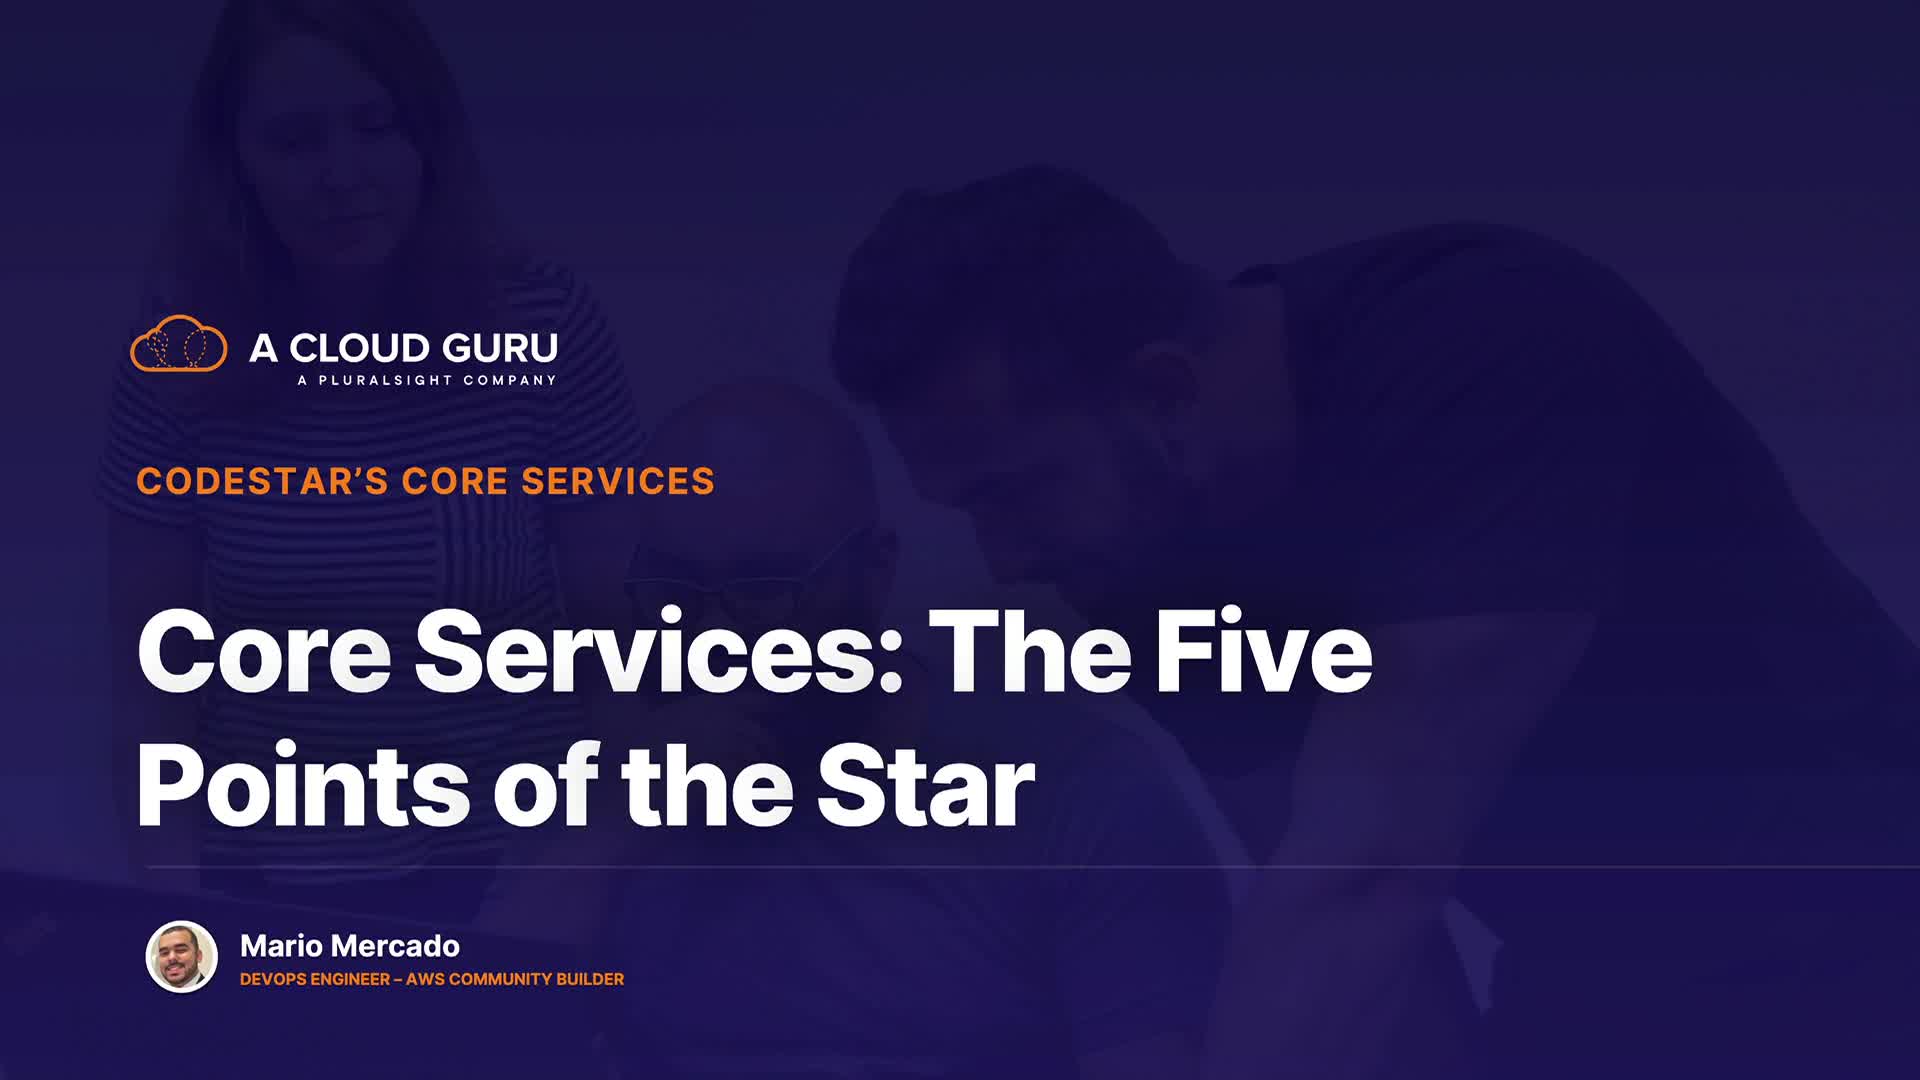 A CLOUD GURU
A PLURALSIGHT COMPANY
CODESTAR’S CORE SERVICES
Core Services: The Five
Points of the Star
Mario Mercado
DEVOPS ENGINEER – AWS COMMUNITY BUILDER